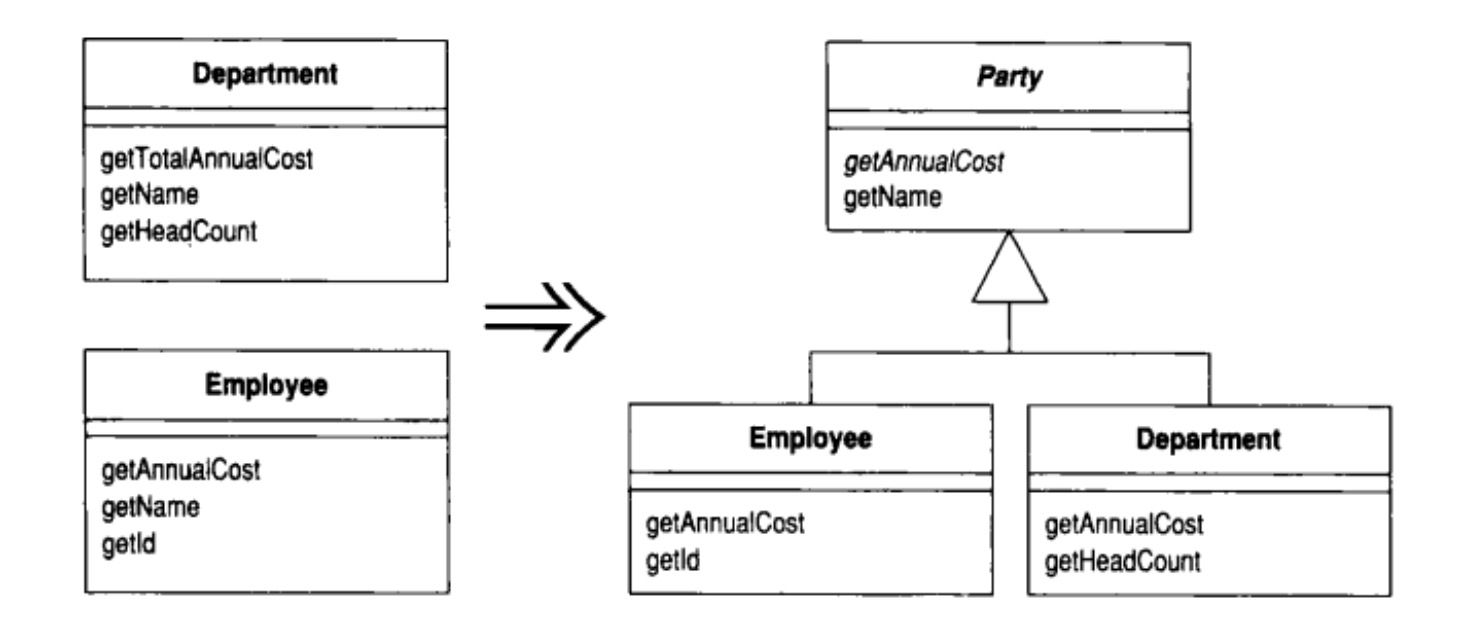 Department
getTotalAnnualCost
getName
getHeadCount
Employee
getAnnualCost
getName
getId
Party
getAnnualCost
getName
Employee
getAnnualCost
getId
Department
getAnnualCost
getHeadCount